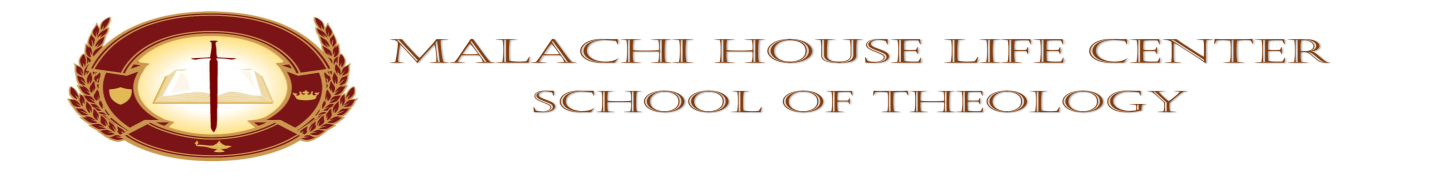 MALACHI HOUSE LIFE CENTER
SCHOOL OF THEOLOGY